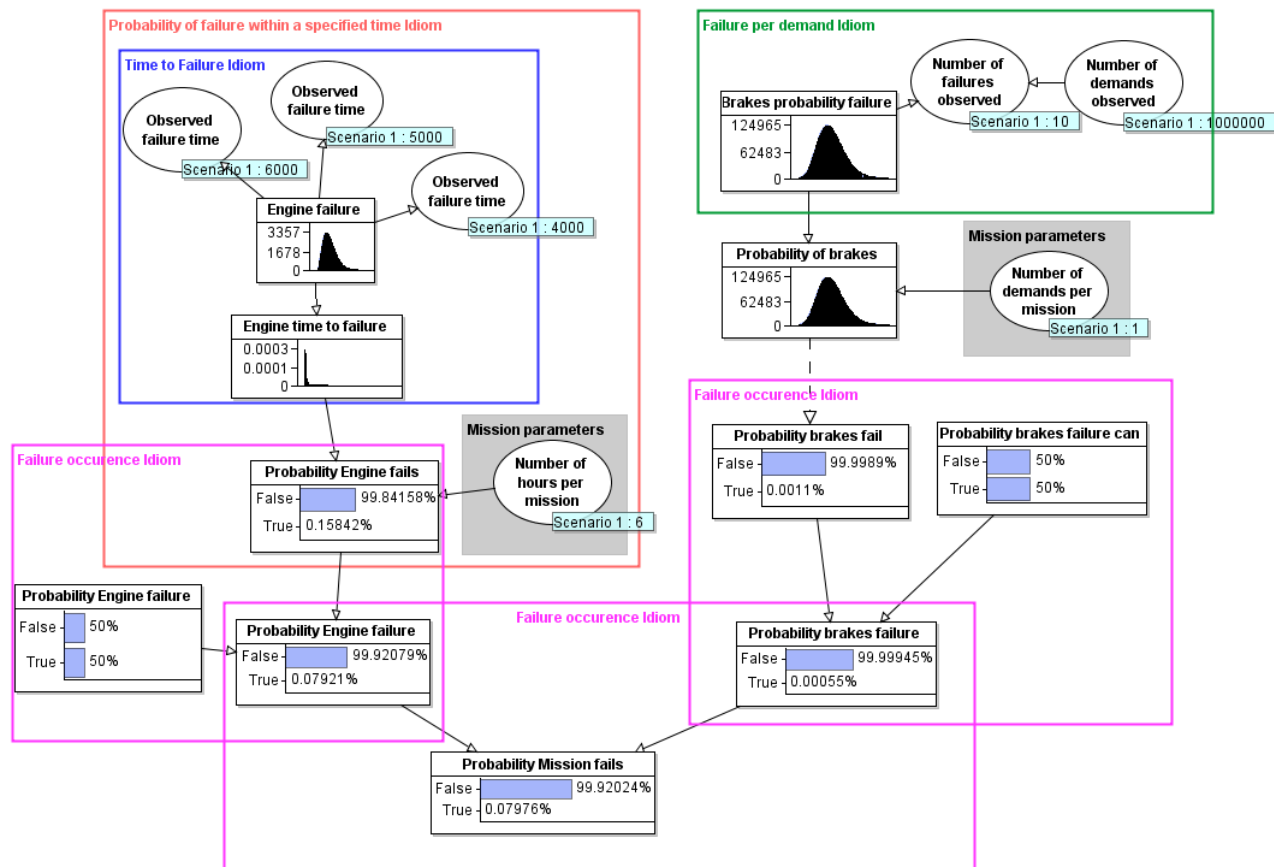 Probability of failure within a specified time Idiom
Time to Failure Idiom
Observed
failure time
Scenario 1 : 6000
Observed
failure time
Scenario 1 : 5000
Observed
failure time
Scenario 1 : 4000
Engine failure
3357
1678
0
Engine time to failure
0.0003
0.0001
0
Failure per demand Idiom
Number of
failures
observed
Scenario 1 : 10
Number of
demands
observed
Scenario 1 : 1000000
Brakes probability failure
124965
62483
0
Probability of brakes
124965
62483
0
Mission parameters
Number of
demands per
mission
Scenario 1 : 1
Failure occurence Idiom
Probability Engine fails
False
99.84158%
True
0.15842%
Mission parameters
Number of
hours per
mission
Scenario 1 : 6
Probability Engine failure
False
50%
True
50%
Probability Engine failure
False
99.92079%
True
0.07921%
Failure occurence Idiom
Probability brakes fail
False
99.9989%
True
0.0011%
Probability brakes failure can
False
50%
True
50%
Failure occurence Idiom
Probability brakes failure
False
99.99945%
True
0.00055%
Probability Mission fails
False
99.92024%
True
0.07976%